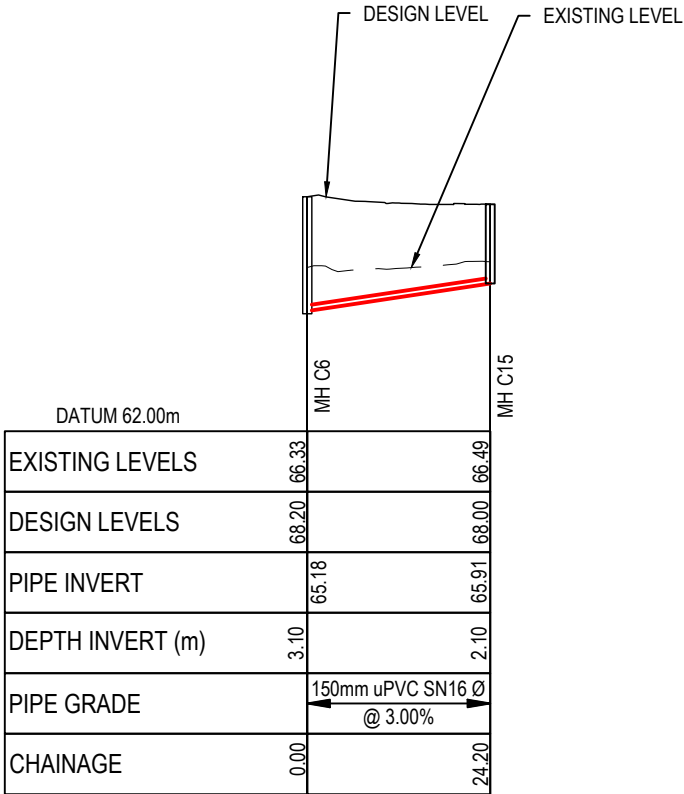 DESIGN LEVEL
EXISTING LEVEL
MH C6
MH C15
DATUM 62.00m
EXISTING LEVELS 66.33 66.49
DESIGN LEVELS 68.20 68.00
PIPE INVERT 65.18 65.91
DEPTH INVERT (m) 3.10 2.10
PIPE GRADE 150mm uPVC SN16 Ø
@ 3.00%
CHAINAGE 0.00 24.20